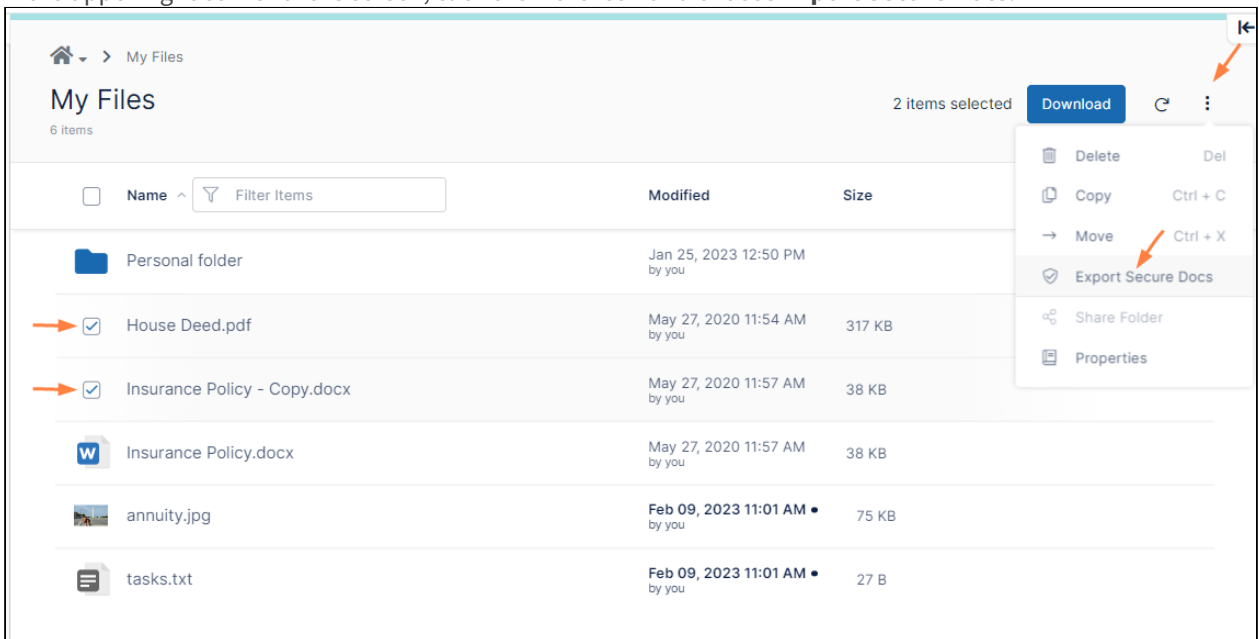 My Files
My Files
2 items selected Download
6 items
Delete Del
Name Filter Items Modified Size
Copy Ctrl + C
Move Ctrl + X
Personal folder Jan 25, 2023 12:50 PM
by you
Export Secure Docs
House Deed.pdf May 27, 2020 11:54 AM 317 KB
by you
Share Folder
Properties
Insurance Policy - Copy.docx May 27, 2020 11:57 AM 38 KB
by you
W Insurance Policy.docx May 27, 2020 11:57 AM 38 KB
by you
annuity.jpg Feb 09, 2023 11:01 AM • 75 KB
by you
tasks.txt Feb 09, 2023 11:01 AM • 27 B
by you